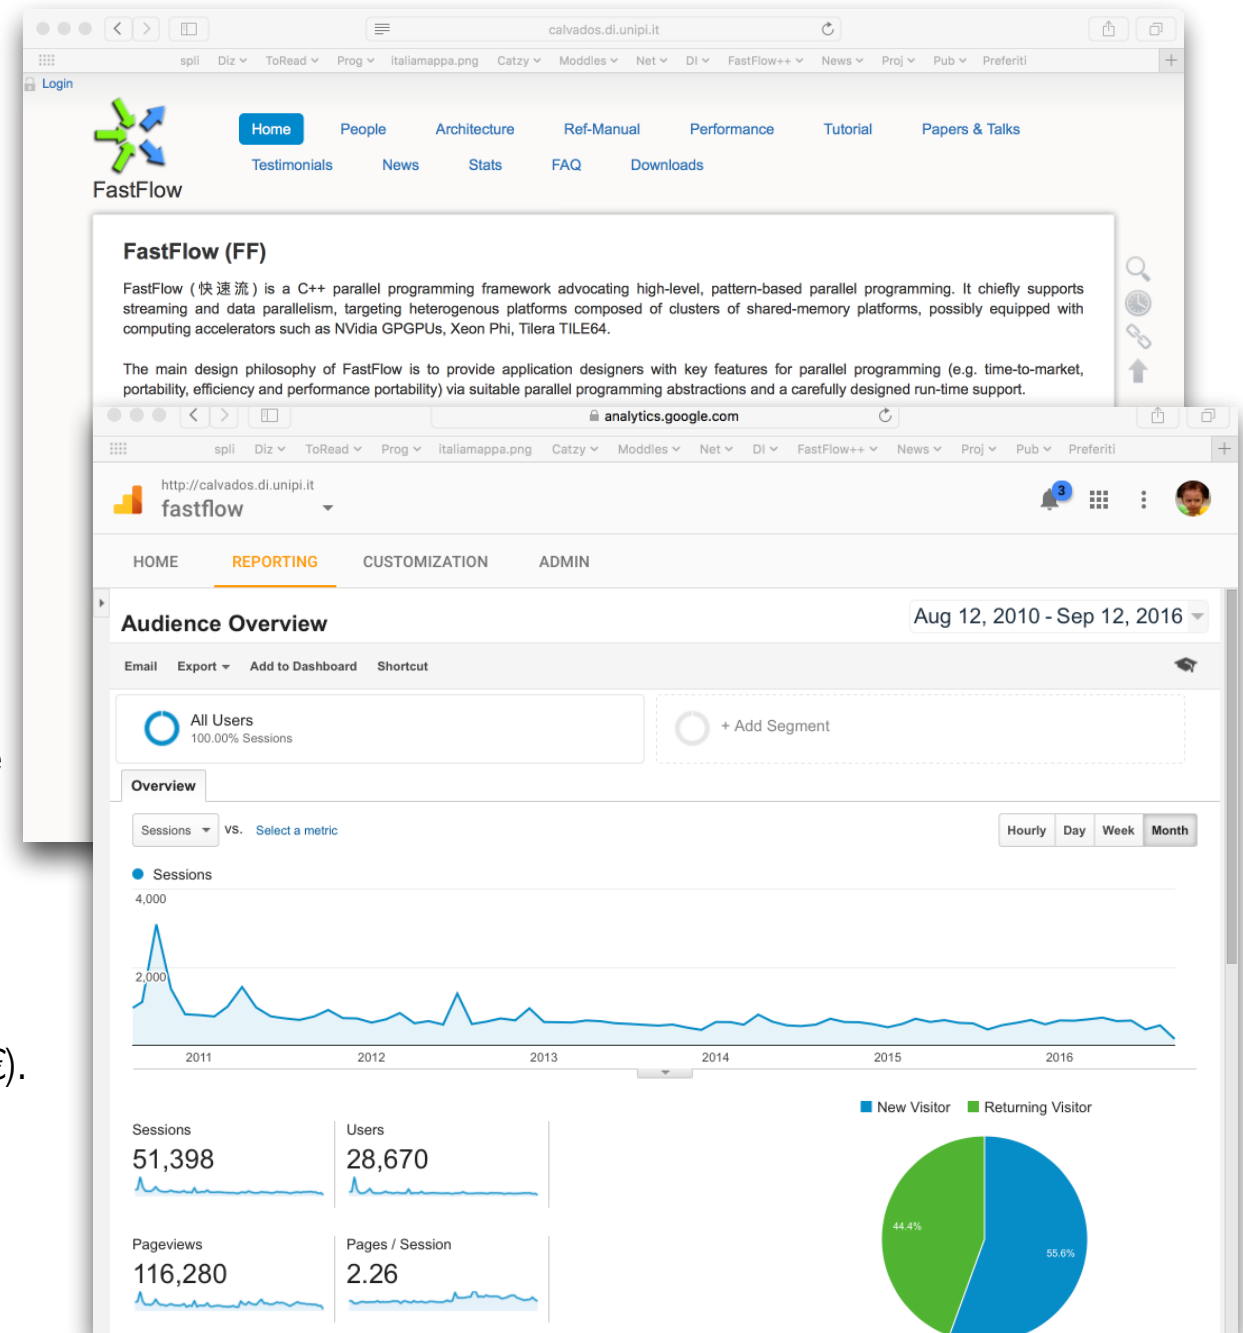 calvados.di.unipi.it
spli Diz ToRead Prog italiamappa.png Catzy Moddles Net DI FastFlow++ News Proj Pub Preferiti
Login
Home People Architecture Ref-Manual Performance Tutorial Papers & Talks
Testimonials News Stats FAQ Downloads
FastFlow
FastFlow (FF)
FastFlow (快速流) is a C++ parallel programming framework advocating high-level, pattern-based parallel programming. It chiefly supports
streaming and data parallelism, targeting heterogenous platforms composed of clusters of shared-memory platforms, possibly equipped with
computing accelerators such as NVidia GPGPUs, Xeon Phi, Tilera TILE64.
The main design philosophy of FastFlow is to provide application designers with key features for parallel programming (e.g. time-to-market,
portability, efficiency and performance portability) via suitable parallel programming abstractions and a carefully designed run-time support.
analytics.google.com
spli Diz ToRead Prog italiamappa.png Catzy Moddles Net DI FastFlow++ News Proj Pub Preferiti
http://calvados.di.unipi.it
fastflow
3
HOME REPORTING CUSTOMIZATION ADMIN
Audience Overview
Aug 12, 2010 - Sep 12, 2016
Email Export Add to Dashboard Shortcut
All Users
100.00% Sessions
+ Add Segment
Overview
Sessions VS. Select a metric
Hourly Day Week Month
Sessions
4,000
2,000
2011 2012 2013 2014 2015 2016
€).
New Visitor Returning Visitor
Sessions Users
51,398 28,670
44.4%
55.6%
Pageviews Pages / Session
116,280 2.26